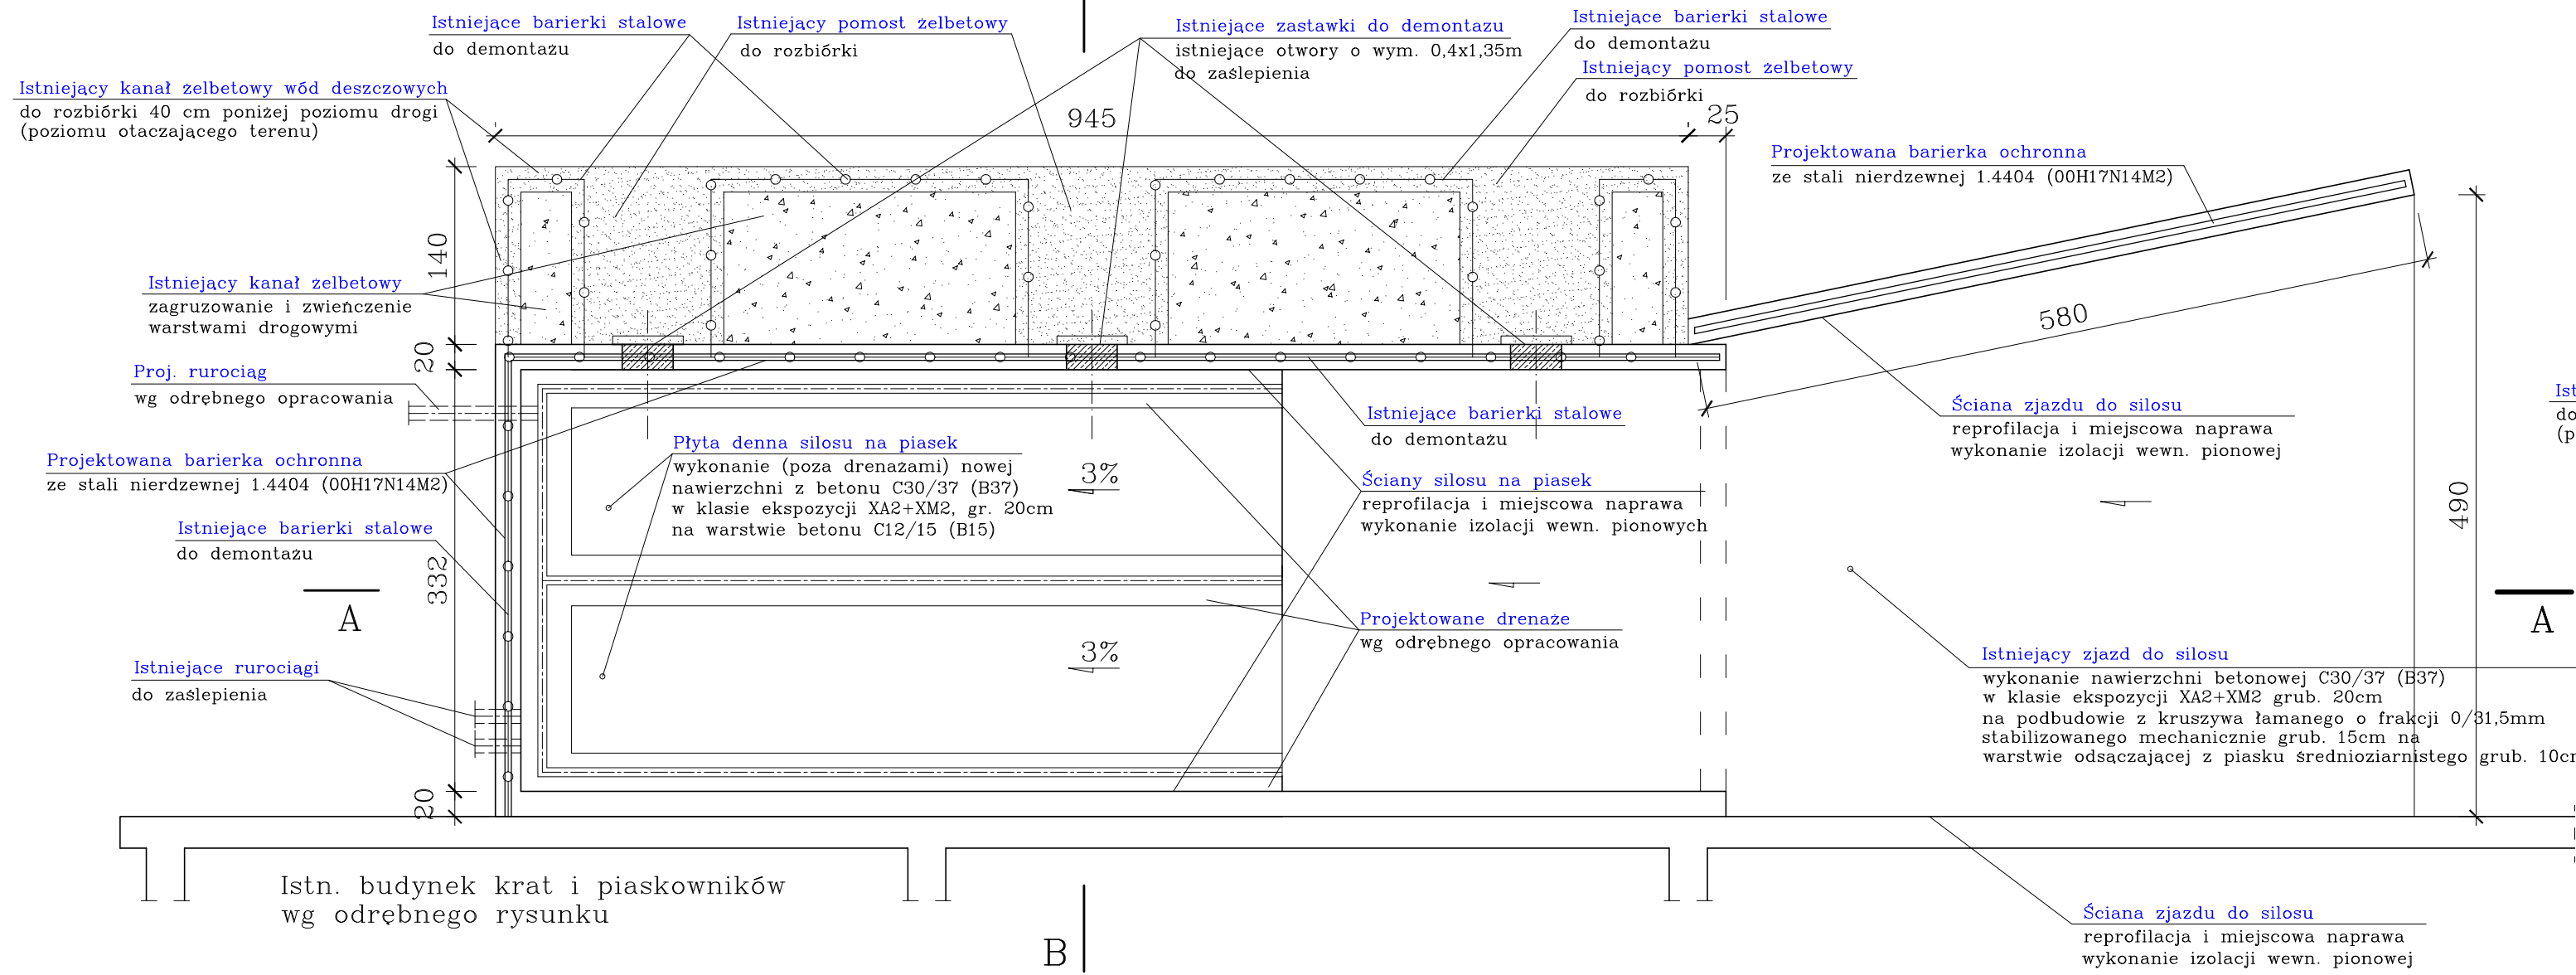 Istniejące barierki stalowe
do demontażu
Istniejący pomost żelbetowy
do rozbiórki
Istniejące zastawki do demontażu
istniejące otwory o wym. 0,4x1,35m
do zaślepienia
Istniejące barierki stalowe
do demontażu
Istniejący pomost żelbetowy
do rozbiórki
Istniejący kanał żelbetowy wód deszczowych
do rozbiórki 40 cm poniżej poziomu drogi
(poziomu otaczającego terenu)
945
25
Projektowana barierka ochronna
ze stali nierdzewnej 1.4404 (00H17N14M2)
140
Istniejący kanał żelbetowy
zagruzowanie i zwieńczenie
warstwami drogowymi
580
20
Proj. rurociąg
wg odrębnego opracowania
Istniejące barierki stalowe
do demontażu
Ściana zjazdu do silosu
reprofilacja i miejscowa naprawa
wykonanie izolacji wewn. pionowej
Ist
do
(p
Płyta denna silosu na piasek
wykonanie (poza drenażami) nowej
nawierzchni z betonu C30/37 (B37)
w klasie ekspozycji XA2+XM2, gr. 20cm
na warstwie betonu C12/15 (B15)
3%
Projektowana barierka ochronna
ze stali nierdzewnej 1.4404 (00H17N14M2)
Ściany silosu na piasek
reprofilacja i miejscowa naprawa
wykonanie izolacji wewn. pionowych
490
Istniejące barierki stalowe
do demontażu
332
A
A
Projektowane drenaże
wg odrębnego opracowania
3%
Istniejące rurociągi
do zaślepienia
Istniejący zjazd do silosu
wykonanie nawierzchni betonowej C30/37 (B37)
w klasie ekspozycji XA2+XM2 grub. 20cm
na podbudowie z kruszywa łamanego o frakcji 0/31,5mm
stabilizowanego mechanicznie grub. 15cm na
warstwie odsączającej z piasku średnioziarnistego grub. 10cm
20
Istn. budynek krat i piaskowników
wg odrębnego rysunku
B
Ściana zjazdu do silosu
reprofilacja i miejscowa naprawa
wykonanie izolacji wewn. pionowej